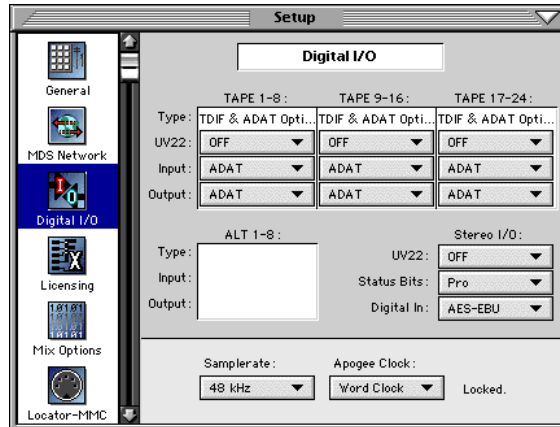 Setup
Digital I/O
General
MDS Network
Digital I/O
Licensing
Mix Options
Locator-MMC
TAPE 1-8: TAPE 9-16: TAPE 17-24:
Type: TDIF & ADAT Opti... TDIF & ADAT Opti... TDIF & ADAT Opti...
UV22: OFF OFF OFF
Input: ADAT ADAT ADAT
Output: ADAT ADAT ADAT
ALT 1-8:
Type:
Input:
Output:
Stereo I/O:
UV22: OFF
Status Bits: Pro
Digital In: AES-EBU
Samplerate: Apogee Clock:
48 kHz Word Clock Locked.